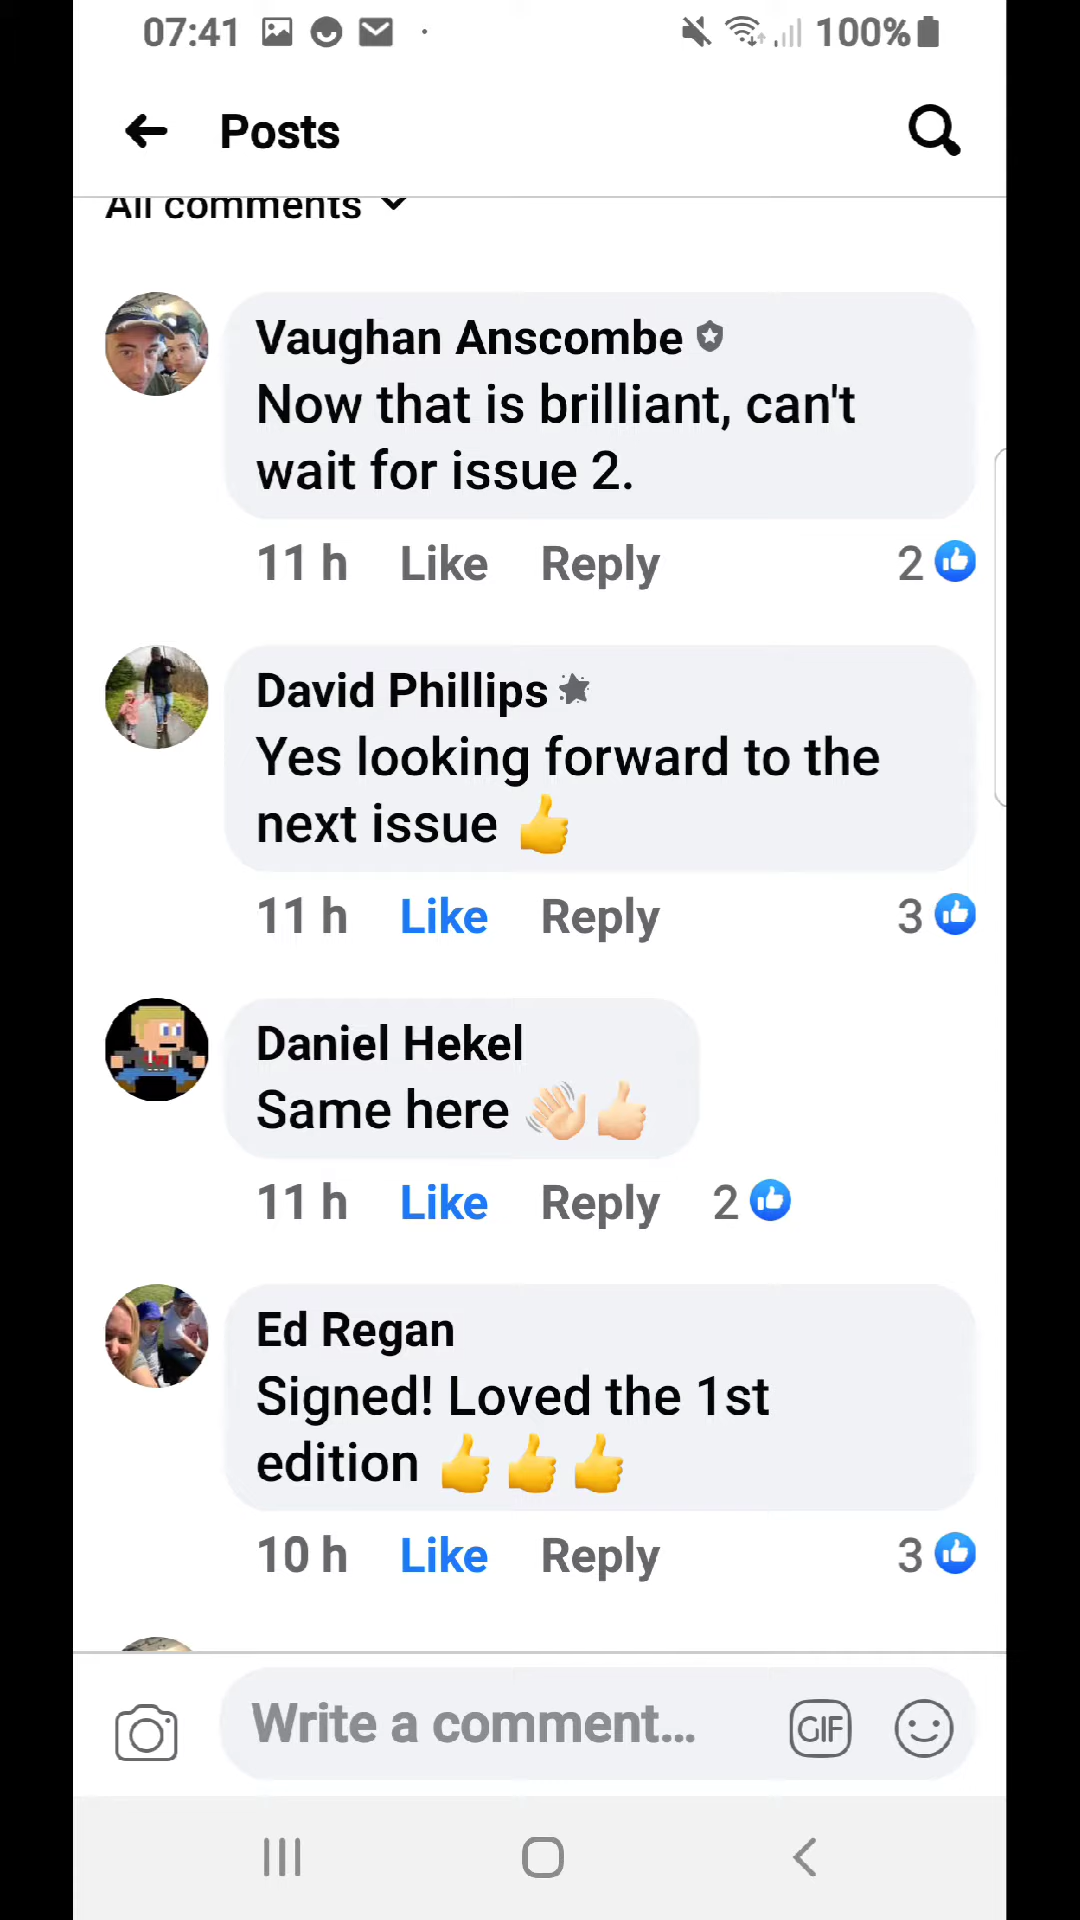 07:41 100%
Posts
All comments
Vaughan Anscombe
Now that is brilliant, can't
wait for issue 2.
11 h Like Reply 2
David Phillips
Yes looking forward to the
next issue 👍
11 h Like Reply 3
Daniel Hekel
Same here 👋🏻👍🏻
11 h Like Reply 2
Ed Regan
Signed! Loved the 1st
edition 👍👍👍
10 h Like Reply 3
Write a comment... GIF